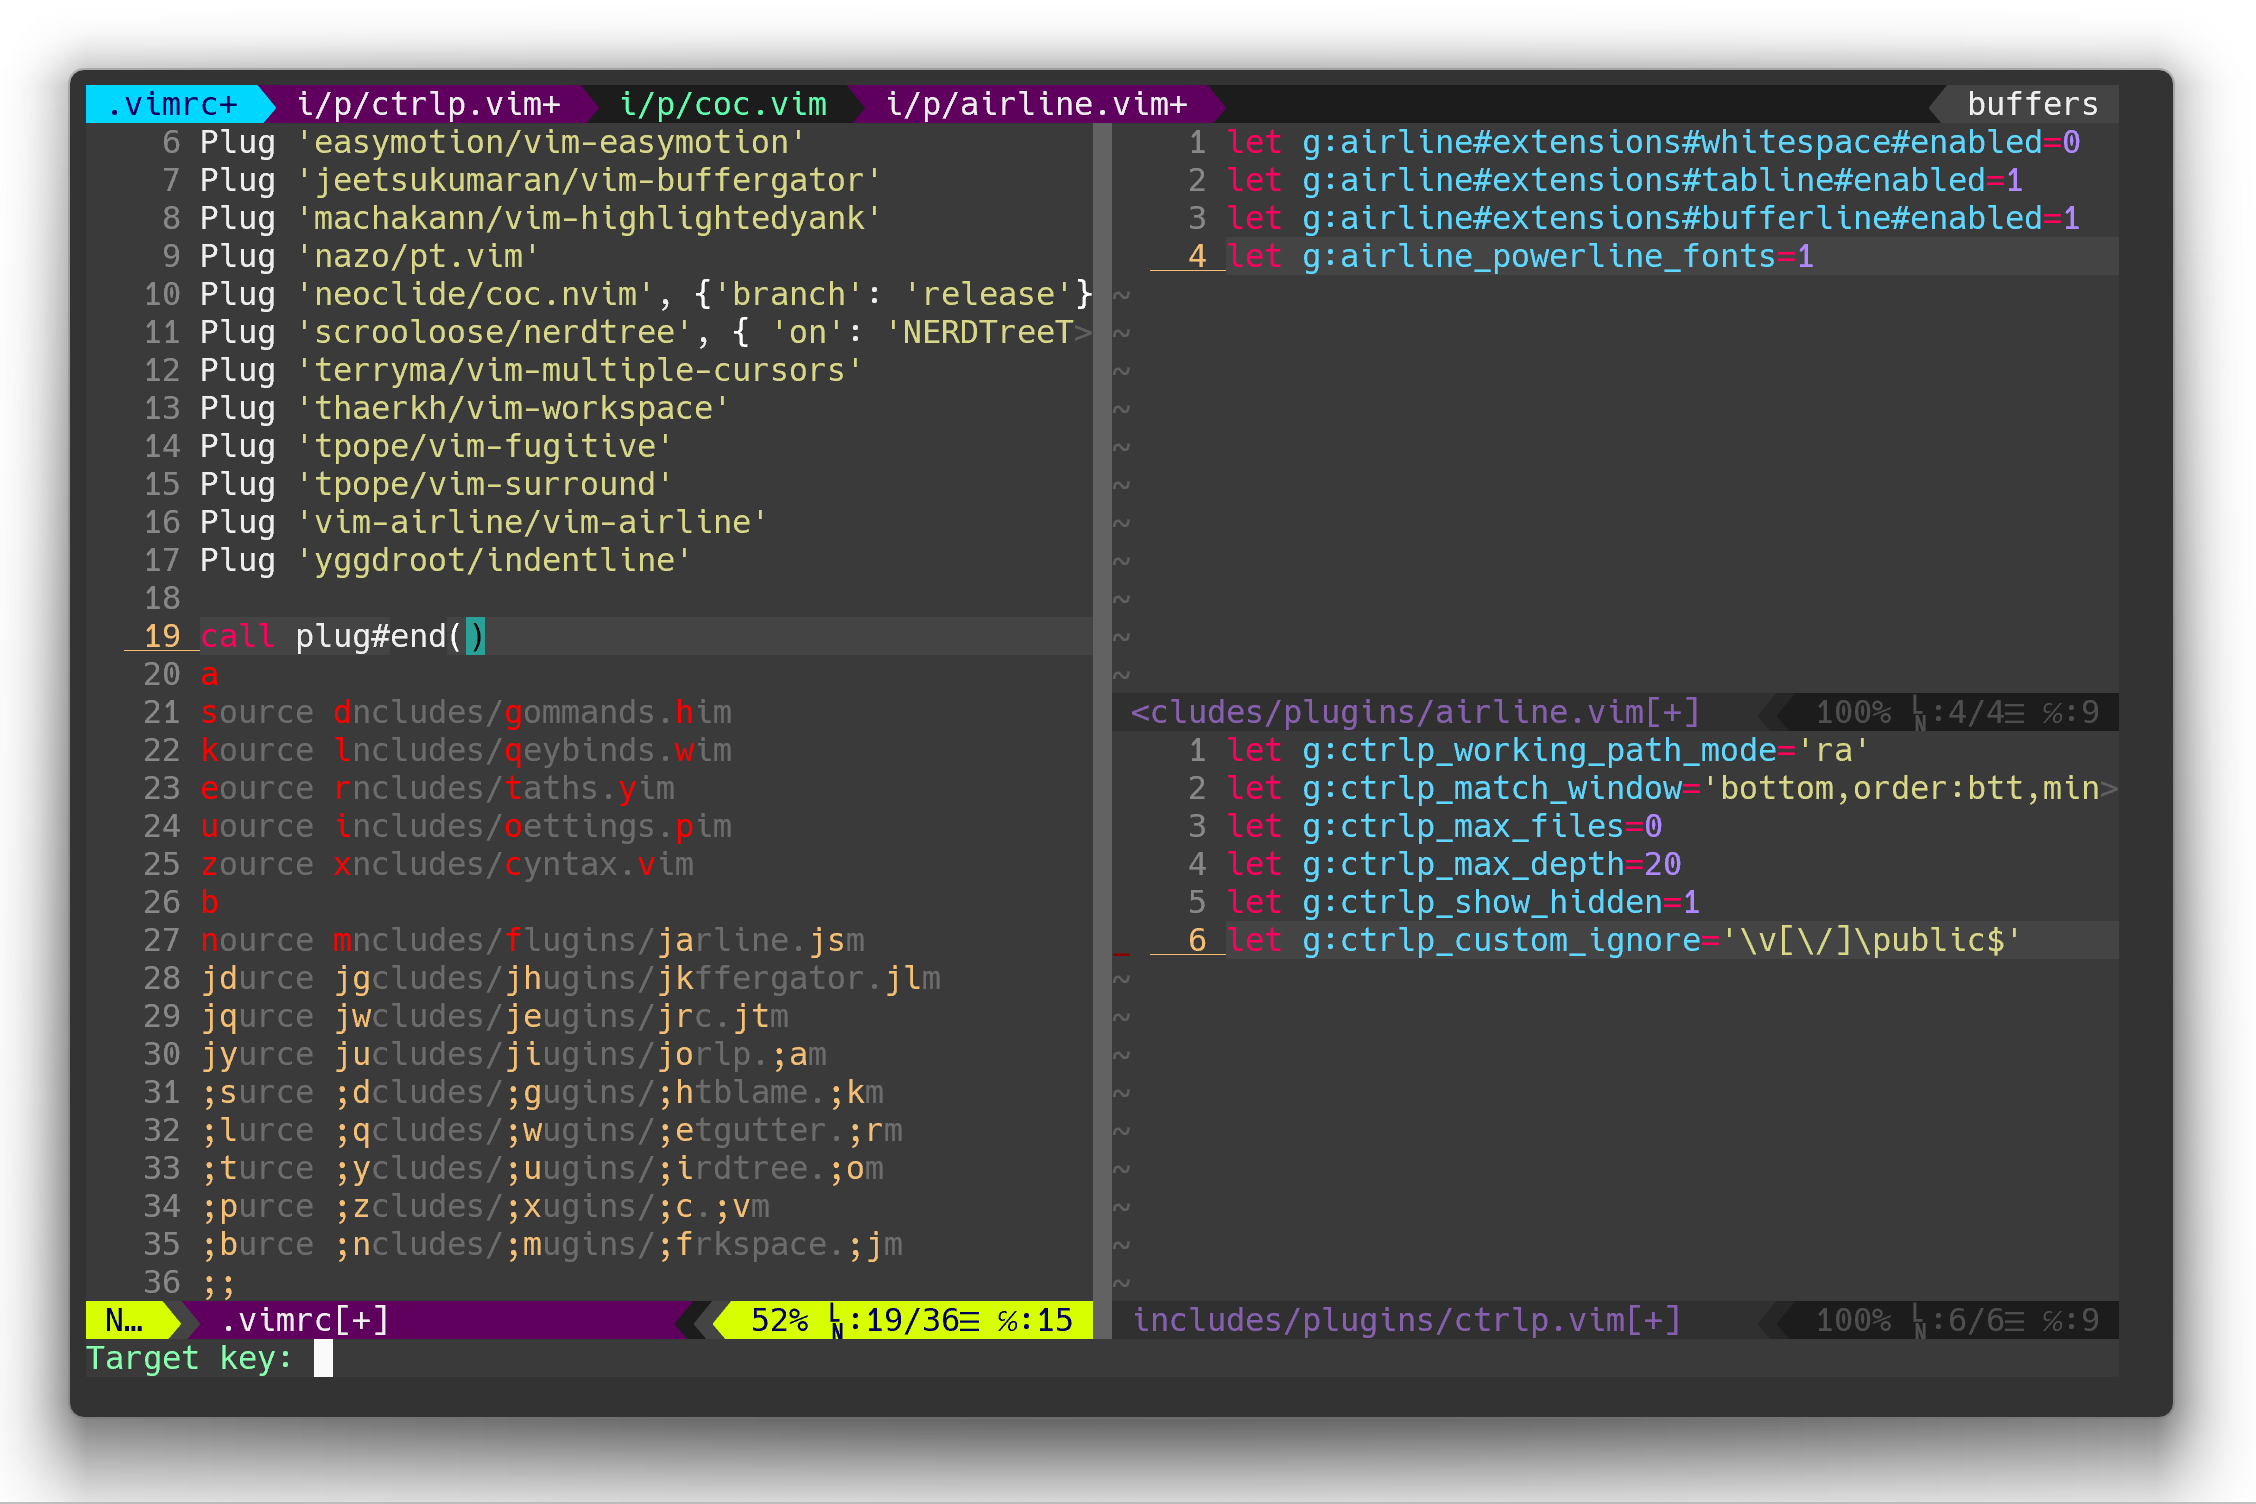 .vimrc+ i/p/ctrlp.vim+ i/p/coc.vim i/p/airline.vim+ buffers
6 Plug 'easymotion/vim-easymotion'
7 Plug 'jeetsukumaran/vim-buffergator'
8 Plug 'machakann/vim-highlightedyank'
9 Plug 'nazo/pt.vim'
10 Plug 'neoclide/coc.nvim', {'branch': 'release'}
11 Plug 'scrooloose/nerdtree', { 'on': 'NERDTreeT>
12 Plug 'terryma/vim-multiple-cursors'
13 Plug 'thaerkh/vim-workspace'
14 Plug 'tpope/vim-fugitive'
15 Plug 'tpope/vim-surround'
16 Plug 'vim-airline/vim-airline'
17 Plug 'yggdroot/indentline'
18
19 call plug#end()
20 a
21 source dncludes/gommands.him
22 kource lncludes/qeybinds.wim
23 eource rncludes/taths.yim
24 uource includes/oettings.pim
25 zource xncludes/cyntax.vim
26 b
27 nource mncludes/flugins/jarline.jsm
28 jdurce jgcludes/jhugins/jkffergator.jlm
29 jqurce jwcludes/jeugins/jrc.jtm
30 jyurce jucludes/jiugins/jorlp.;am
31 ;surce ;dcludes/;gugins/;htblame.;km
32 ;lurce ;qcludes/;wugins/;etgutter.;rm
33 ;turce ;ycludes/;uugins/;irdtree.;om
34 ;purce ;zcludes/;xugins/;c.;vm
35 ;burce ;ncludes/;mugins/;frkspace.;jm
36 ;;
N… .vimrc[+] 52% ␊:19/36☰ ℅:15
1 let g:airline#extensions#whitespace#enabled=0
2 let g:airline#extensions#tabline#enabled=1
3 let g:airline#extensions#bufferline#enabled=1
4 let g:airline_powerline_fonts=1
~
~
~
~
~
~
~
~
~
~
~
<cludes/plugins/airline.vim[+] 100% LN:4/4☰ ℅:9
1 let g:ctrlp_working_path_mode='ra'
2 let g:ctrlp_match_window='bottom,order:btt,min>
3 let g:ctrlp_max_files=0
4 let g:ctrlp_max_depth=20
5 let g:ctrlp_show_hidden=1
6 let g:ctrlp_custom_ignore='\v[\/]\public$'
~
~
~
~
~
~
~
~
~
includes/plugins/ctrlp.vim[+] 100% LN:6/6☰ ℅:9
Target key: